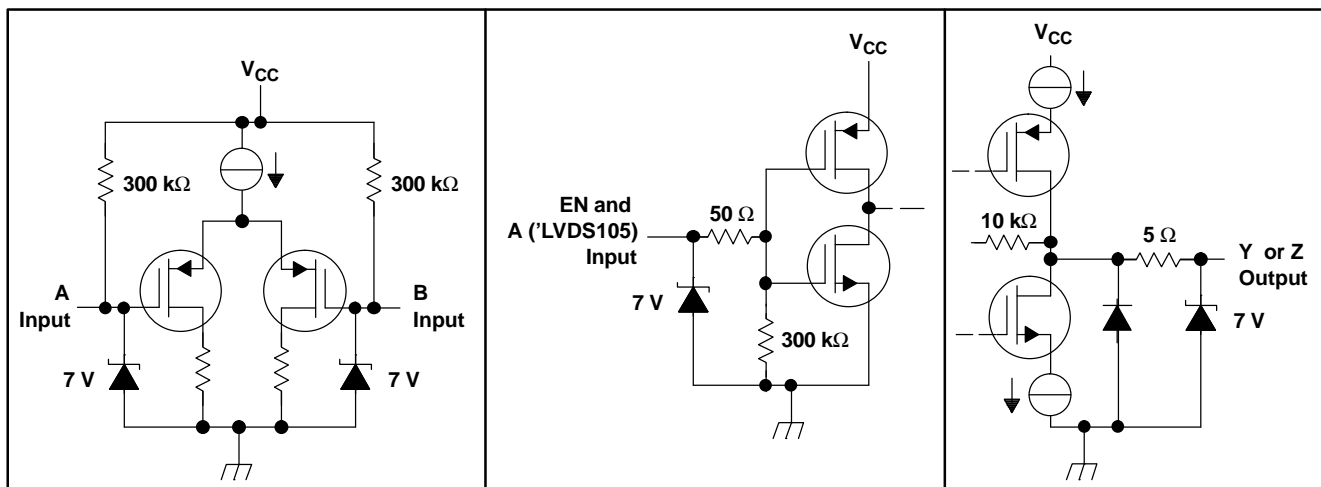 VCC
300 kΩ
300 kΩ
A
Input
B
Input
7 V
7 V
VCC
EN and
A ('LVDS105)
Input
50 Ω
7 V
300 kΩ
VCC
10 kΩ
5 Ω
Y or Z
Output
7 V